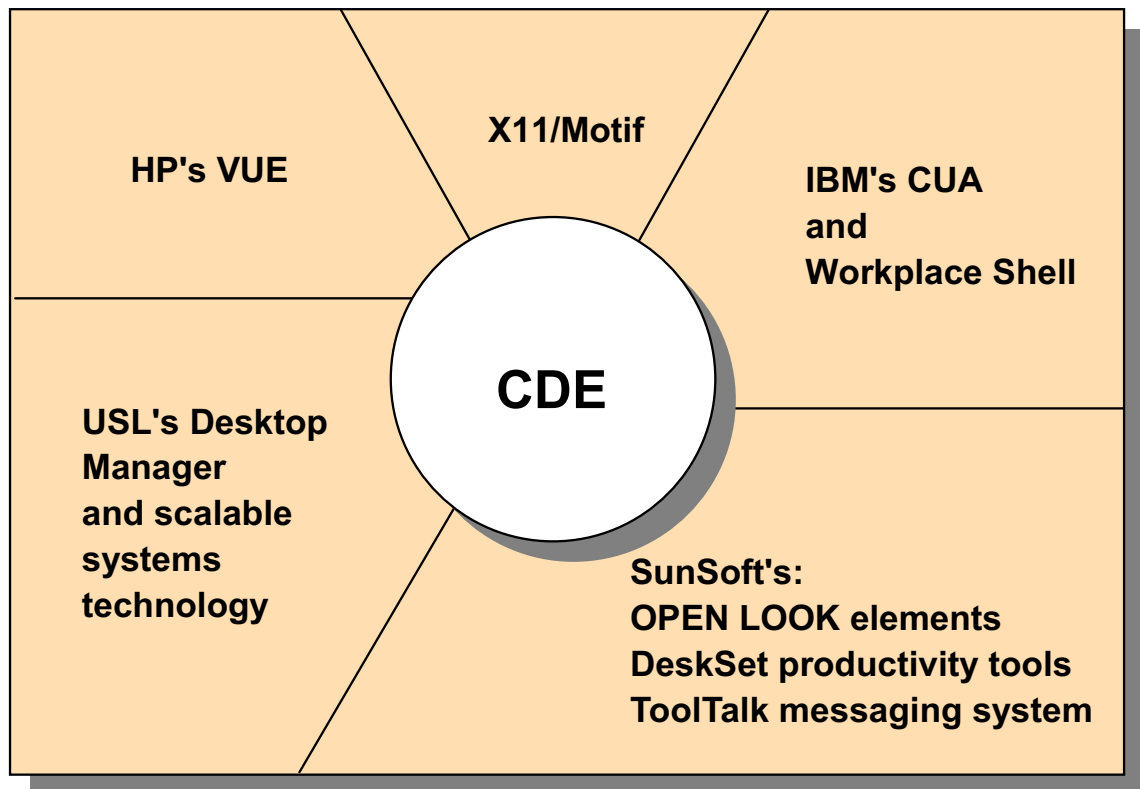 HP's VUE
X11/Motif
IBM's CUA
and
Workplace Shell
CDE
USL's Desktop
Manager
and scalable
systems
technology
SunSoft's:
OPEN LOOK elements
DeskSet productivity tools
ToolTalk messaging system